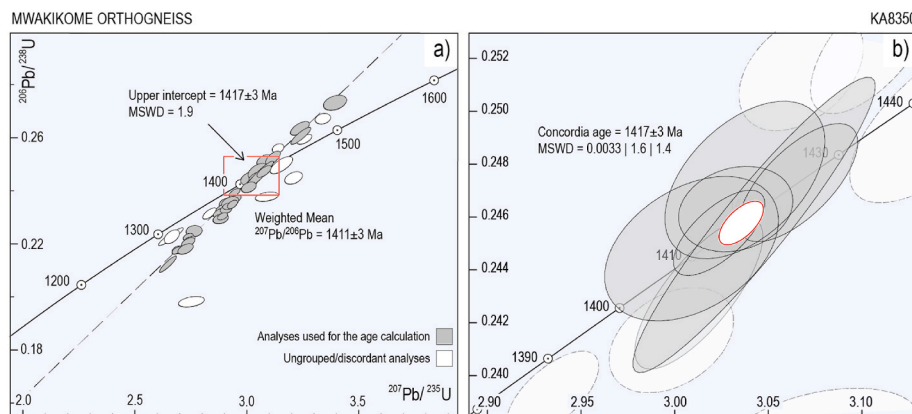 MWAKIKOME ORTHOGNEISS
KA8350
a)
206Pb/238U
Upper intercept = 1417±3 Ma
MSWD = 1.9
1600
1500
1400
1300
1200
0.26
0.22
0.18
Weighted Mean
207Pb/206Pb = 1411±3 Ma
Analyses used for the age calculation
Ungrouped/discordant analyses
2.0
2.5
3.0
3.5
207Pb/ 235U
b)
0.252
0.250
0.248
0.246
0.244
0.242
0.240
Concordia age = 1417±3 Ma
MSWD = 0.0033 | 1.6 | 1.4
1440
1430
1410
1400
1390
2.90
2.95
3.00
3.05
3.10